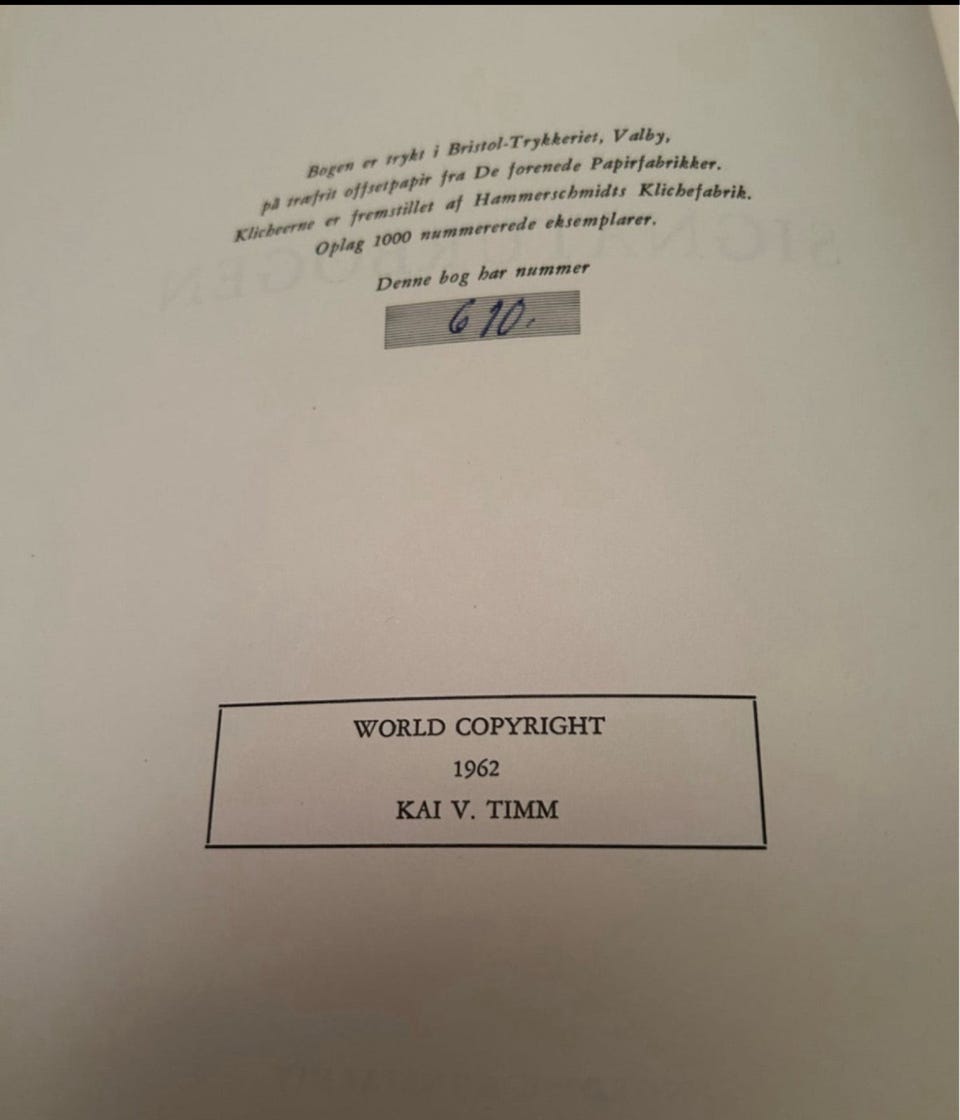 Bogen er trykt i Bristol-Trykkeriet, Valby,
på træfrit offsetpapir fra De forenede Papirfabrikker.
Klicheerne er fremstillet af Hammerschmidts Klichefabrik.
Oplag 1000 nummererede eksemplarer.
Denne bog har nummer
610.
WORLD COPYRIGHT
1962
KAI V. TIMM